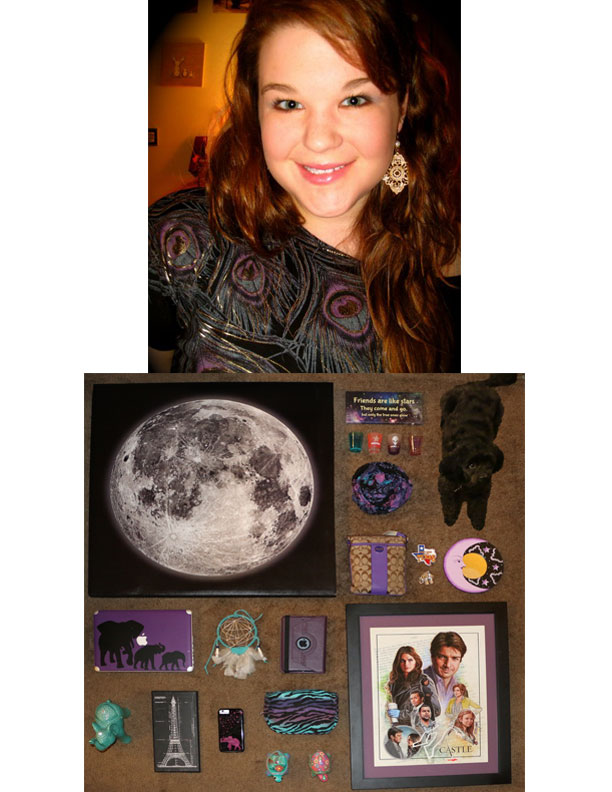 Friends are like stars
They come and go
but only the true ones glow
CASTLE